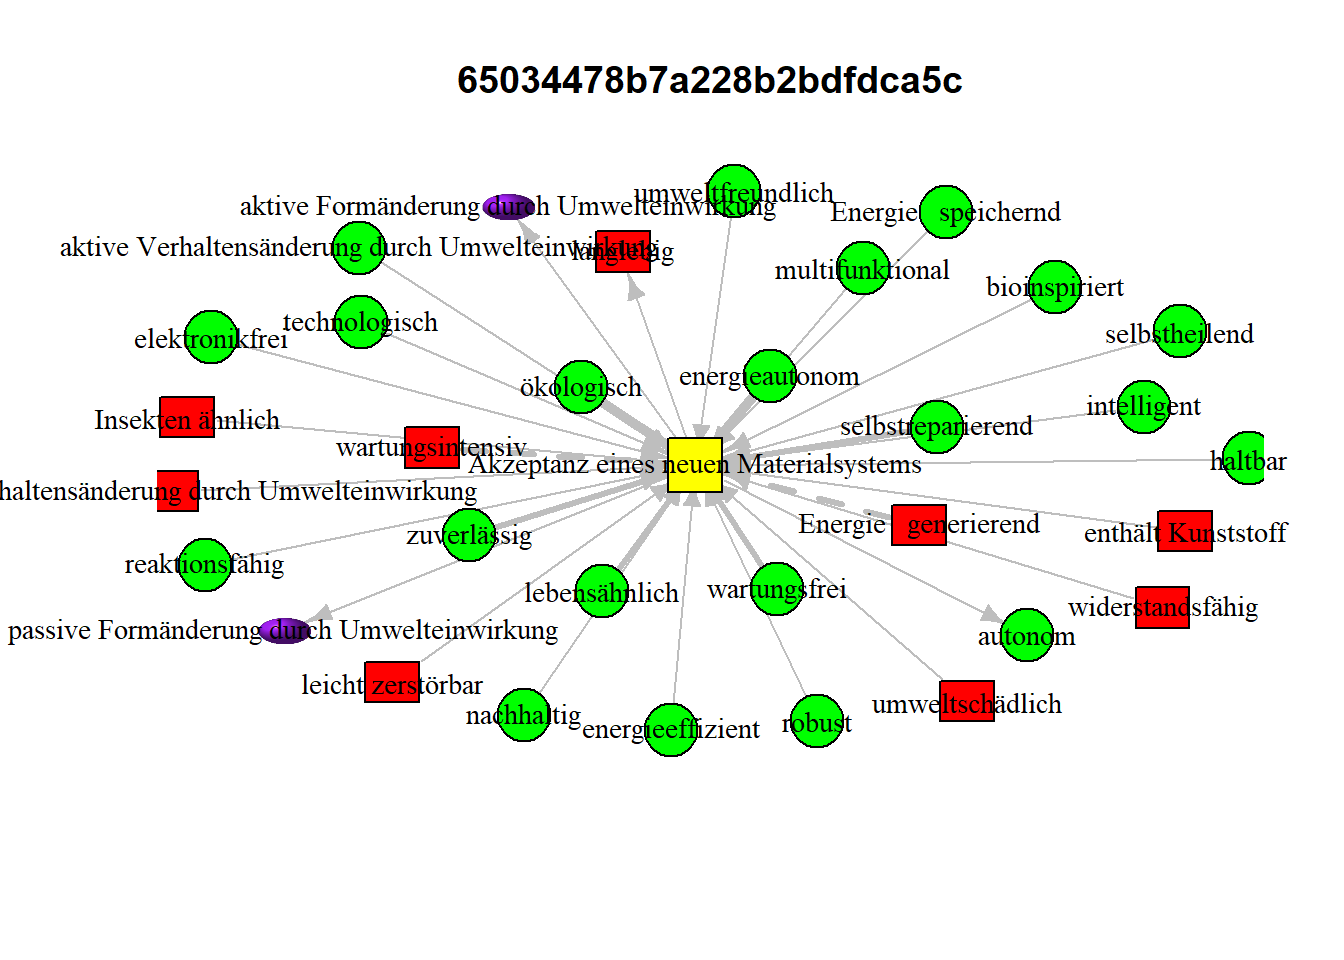 65034478b7a228b2bdfdca5c
umweltfreundlich
aktive Formänderung durch Umwelteinwirkung
Energie speichernd
aktive Verhaltensänderung durch Umwelteinwirkung
langlebig
multifunktional
bioinspiriert
technologisch
elektronikfrei
selbstheilend
ökologisch
energieautonom
intelligent
Insekten ähnlich
selbstreparierend
wartungsintensiv
Akzeptanz eines neuen Materialsystems
haltbar
haltensänderung durch Umwelteinwirkung
Energie generierend
enthält Kunststoff
zuverlässig
reaktionsfähig
lebensähnlich
wartungsfrei
widerstandsfähig
passive Formänderung durch Umwelteinwirkung
autonom
leicht zerstörbar
umweltschädlich
nachhaltig
robust
energieeffizient